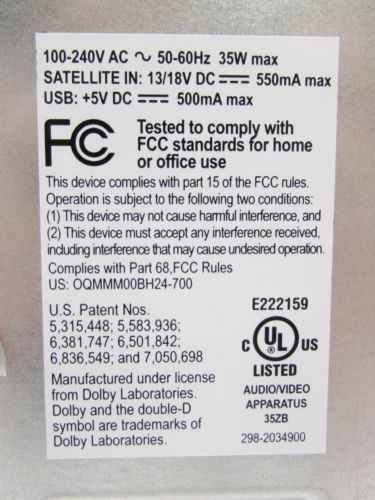 100-240V AC ~ 50-60Hz 35W max
SATELLITE IN: 13/18V DC ⎓ 550mA max
USB: +5V DC ⎓ 500mA max
FC
Tested to comply with
FCC standards for home
or office use
This device complies with part 15 of the FCC rules.
Operation is subject to the following two conditions:
(1) This device may not cause harmful interference, and
(2) This device must accept any interference received,
including interference that may cause undesired operation.
Complies with Part 68,FCC Rules
US: OQMMM00BH24-700
U.S. Patent Nos.
5,315,448; 5,583,936;
6,381,747; 6,501,842;
6,836,549; and 7,050,698
Manufactured under license
from Dolby Laboratories.
Dolby and the double-D
symbol are trademarks of
Dolby Laboratories.
E222159
C UL US
®
LISTED
AUDIO/VIDEO
APPARATUS
35ZB
298-2034900